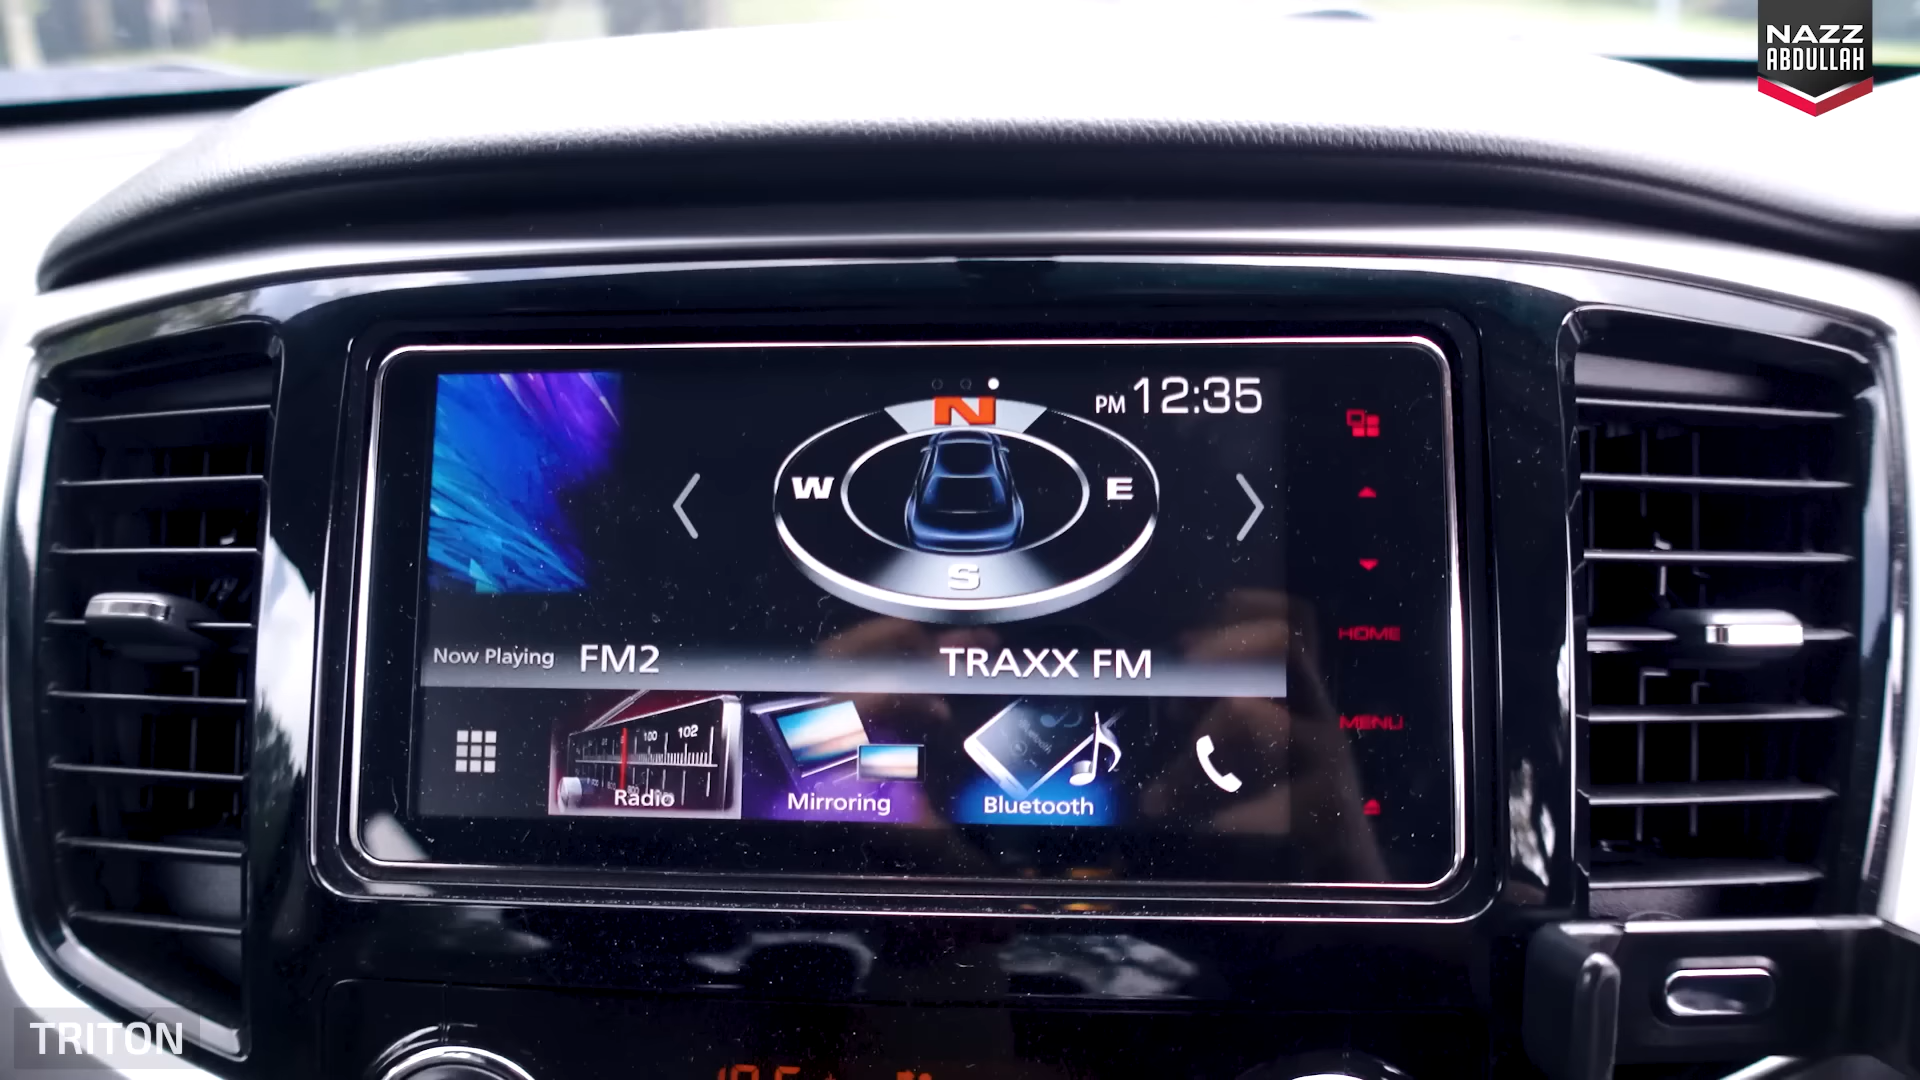 NAZZ
ABDULLAH
PM 12:35
N
W
E
S
Now Playing FM2 TRAXX FM
100 102
Radio
Mirroring
Bluetooth
HOME
MENU
TRITON